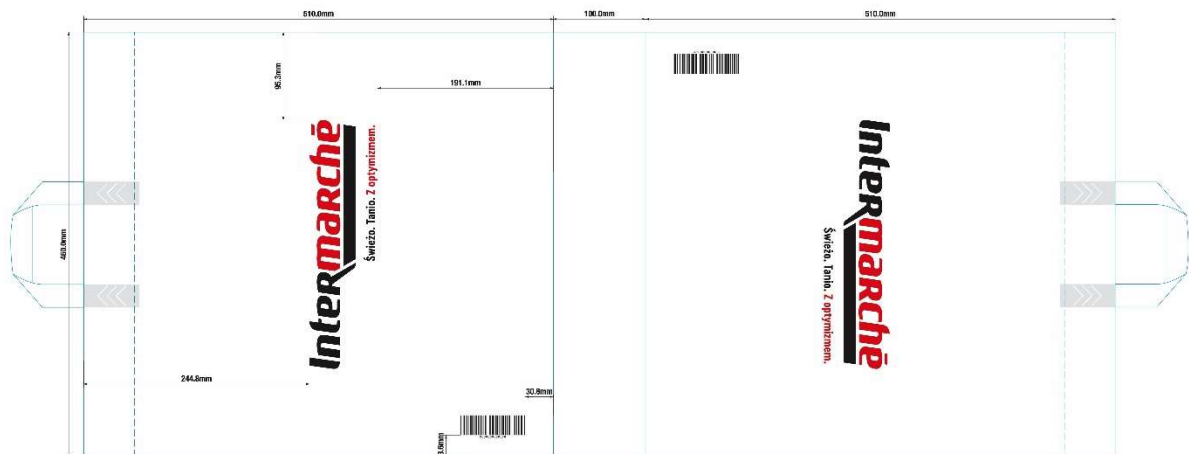 510.0mm
100.0mm
510.0mm
95.3mm
191.1mm
460.0mm
Intermarché
Świeżo. Tanio. Z optymizmem.
244.8mm
30.8mm
Intermarché
Świeżo. Tanio. Z optymizmem.